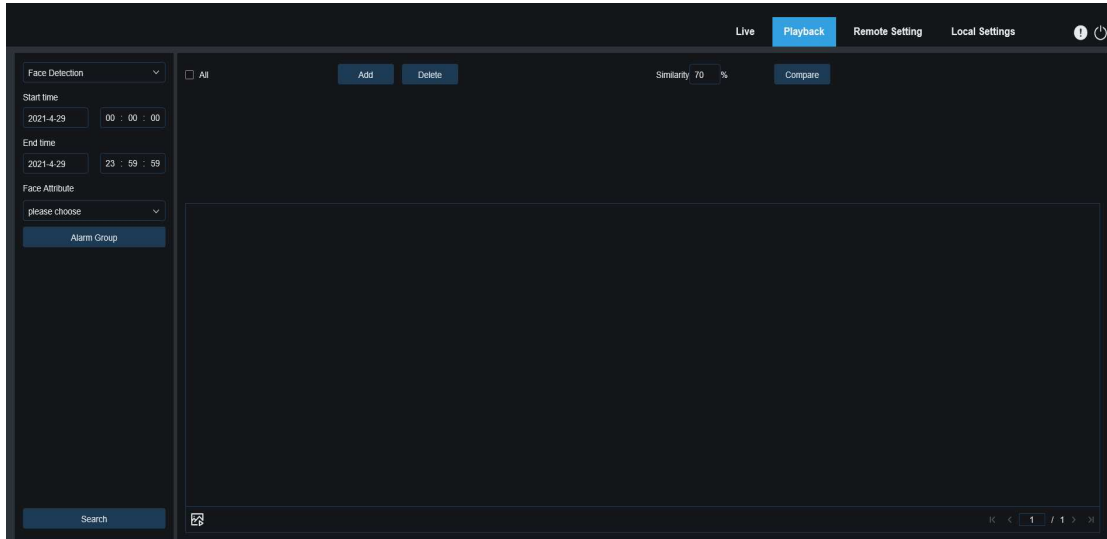 Live Playback Remote Setting Local Settings
Face Detection
All Add Delete Similarity 70 % Compare
Start time
2021-4-29 00 : 00 : 00
End time
2021-4-29 23 : 59 : 59
Face Attribute
please choose
Alarm Group
Search
1 / 1